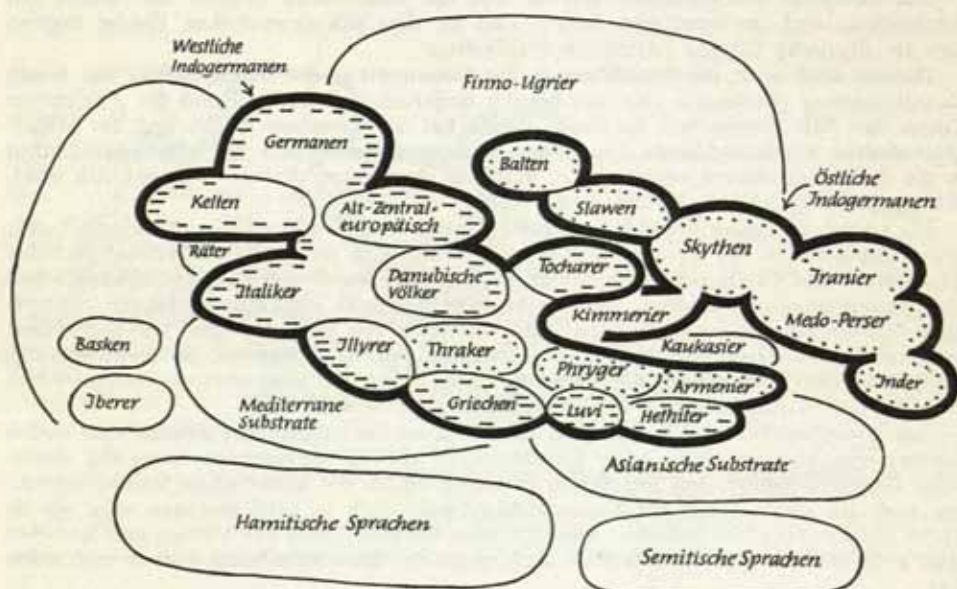 Westliche
Indogermanen
Finno-Ugrier
Germanen
Balten
Östliche
Indogermanen
Kelten
Alt-Zentral-
europäisch
Slawen
Skythen
Räter
Italiker
Danubische
Völker
Tocharer
Iranier
Kimmerier
Medo-Perser
Basken
Illyrer
Thraker
Kaukasier
Phryger
Armenier
Inder
Iberer
Mediterrane
Substrate
Griechen
Luvi
Hethiter
Asianische Substrate
Hamitische Sprachen
Semitische Sprachen